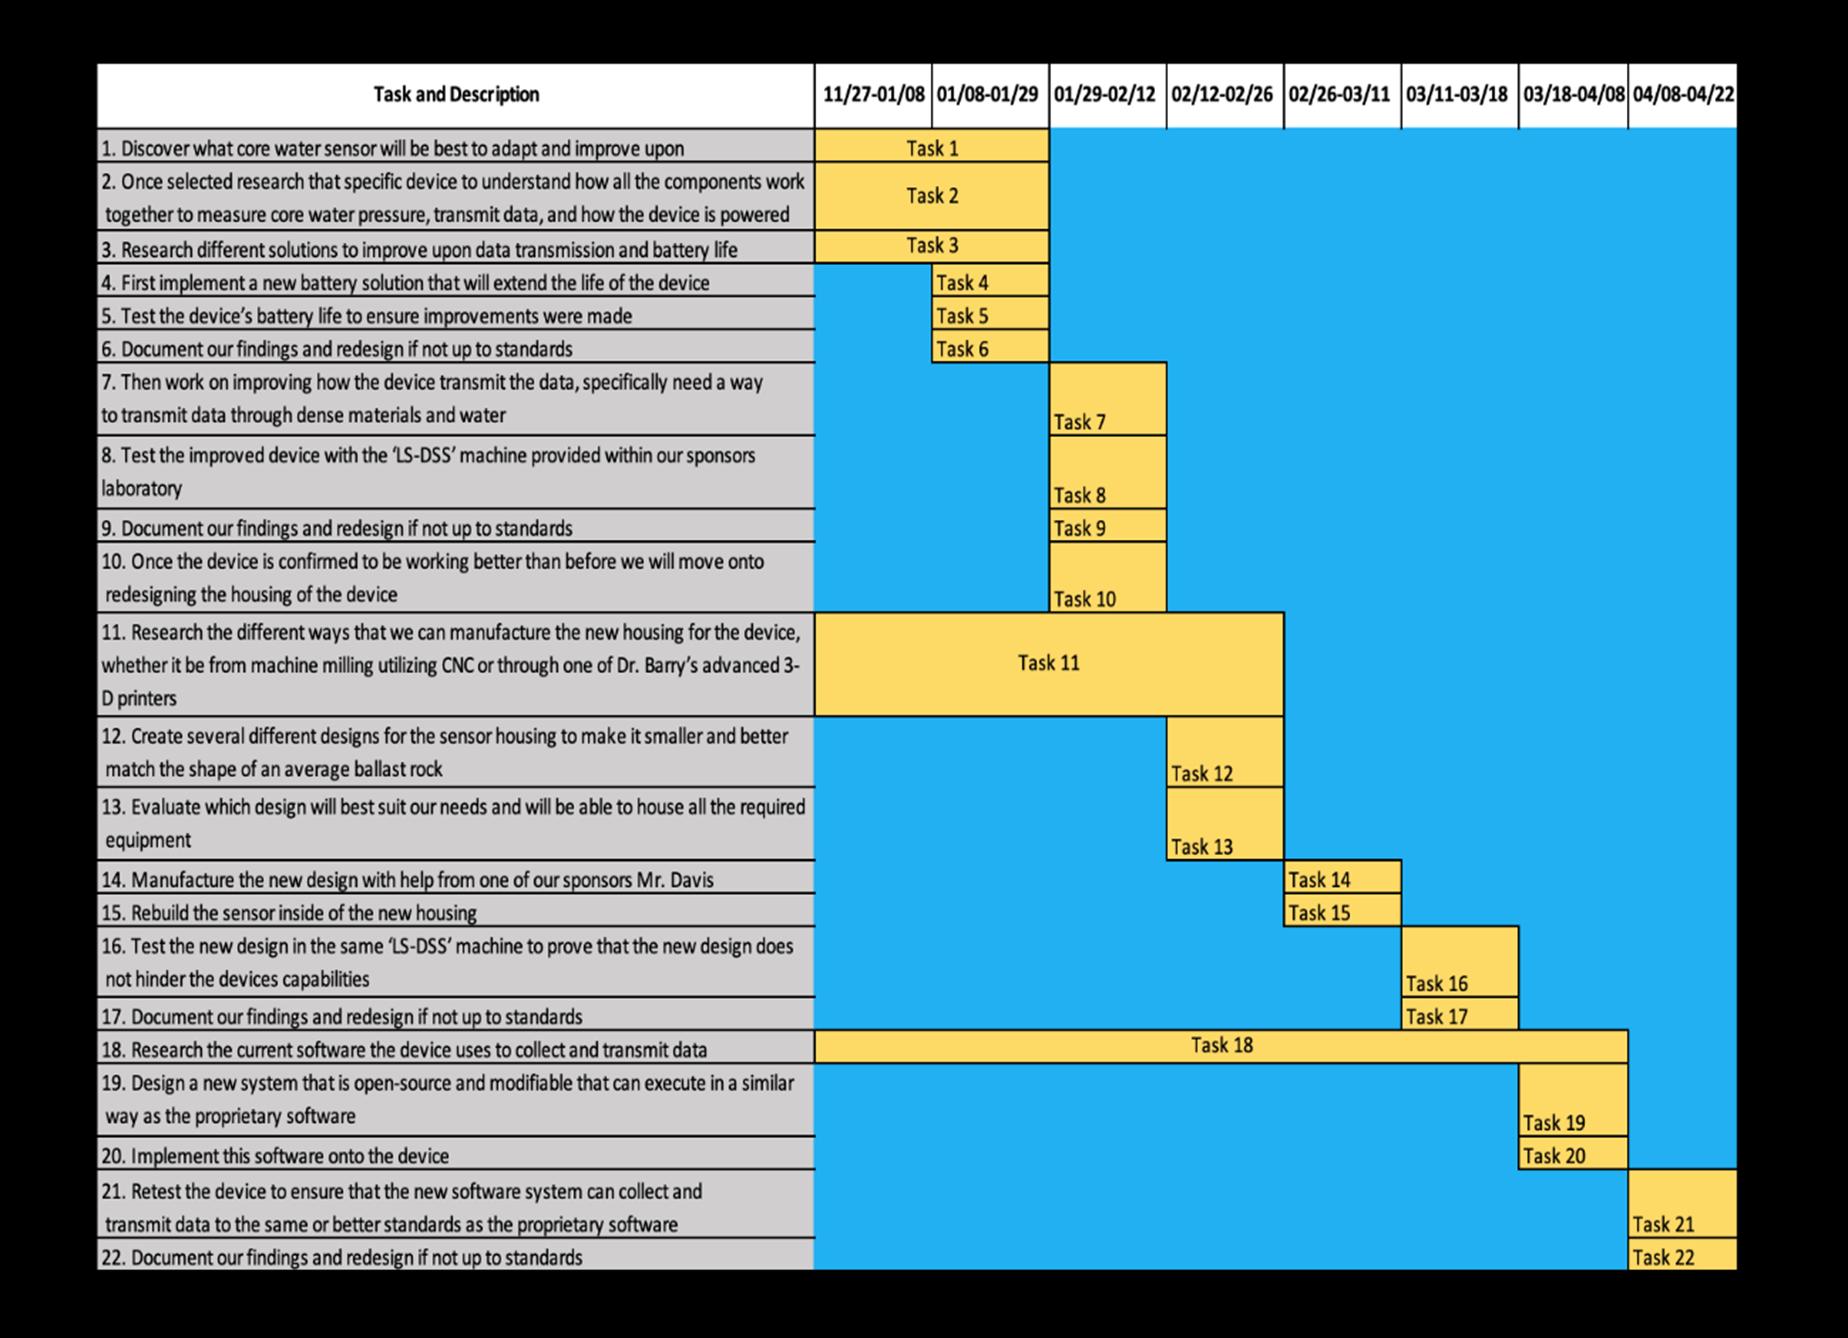 Task and Description 11/27-01/08 01/08-01/29 01/29-02/12 02/12-02/26 02/26-03/11 03/11-03/18 03/18-04/08 04/08-04/22
1. Discover what core water sensor will be best to adapt and improve upon Task 1
2. Once selected research that specific device to understand how all the components work
together to measure core water pressure, transmit data, and how the device is powered
Task 2
3. Research different solutions to improve upon data transmission and battery life Task 3
4. First implement a new battery solution that will extend the life of the device Task 4
5. Test the device’s battery life to ensure improvements were made Task 5
6. Document our findings and redesign if not up to standards Task 6
7. Then work on improving how the device transmit the data, specifically need a way
to transmit data through dense materials and water
Task 7
8. Test the improved device with the ‘LS-DSS’ machine provided within our sponsors
laboratory
Task 8
9. Document our findings and redesign if not up to standards Task 9
10. Once the device is confirmed to be working better than before we will move onto
redesigning the housing of the device
Task 10
11. Research the different ways that we can manufacture the new housing for the device,
whether it be from machine milling utilizing CNC or through one of Dr. Barry’s advanced 3-
D printers
Task 11
12. Create several different designs for the sensor housing to make it smaller and better
match the shape of an average ballast rock
Task 12
13. Evaluate which design will best suit our needs and will be able to house all the required
equipment
Task 13
14. Manufacture the new design with help from one of our sponsors Mr. Davis Task 14
15. Rebuild the sensor inside of the new housing Task 15
16. Test the new design in the same ‘LS-DSS’ machine to prove that the new design does
not hinder the devices capabilities
Task 16
17. Document our findings and redesign if not up to standards Task 17
18. Research the current software the device uses to collect and transmit data Task 18
19. Design a new system that is open-source and modifiable that can execute in a similar
way as the proprietary software
Task 19
20. Implement this software onto the device Task 20
21. Retest the device to ensure that the new software system can collect and
transmit data to the same or better standards as the proprietary software
Task 21
22. Document our findings and redesign if not up to standards Task 22